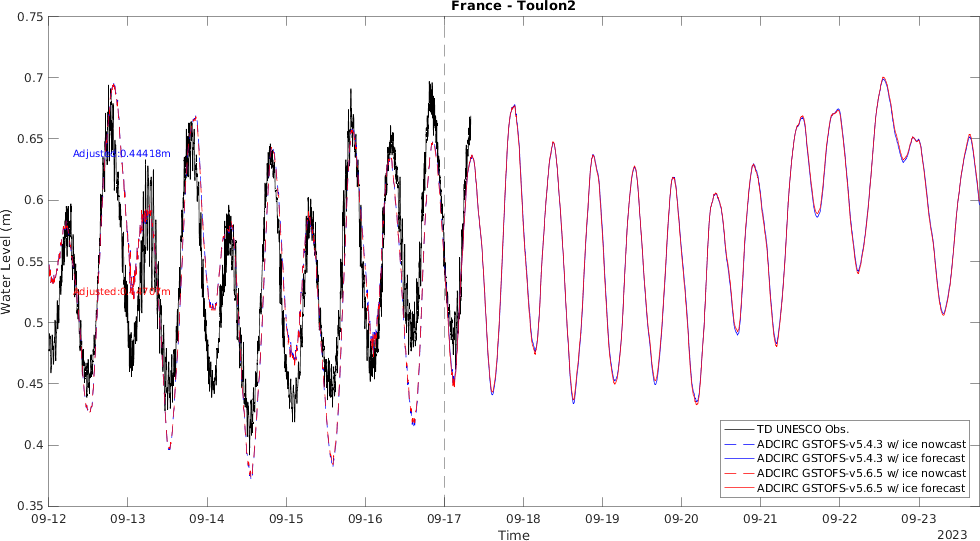 France - Toulon2
0.75
0.7
0.65
0.6
0.55
0.5
0.45
0.4
0.35
Water Level (m)
Adjusted:0.44418m
09-12
09-13
09-14
09-15
09-16
09-17
09-18
09-19
09-20
09-21
09-22
09-23
Time
2023
TD UNESCO Obs.
ADCIRC GSTOFS-v5.4.3 w/ ice nowcast
ADCIRC GSTOFS-v5.4.3 w/ ice forecast
ADCIRC GSTOFS-v5.6.5 w/ ice nowcast
ADCIRC GSTOFS-v5.6.5 w/ ice forecast